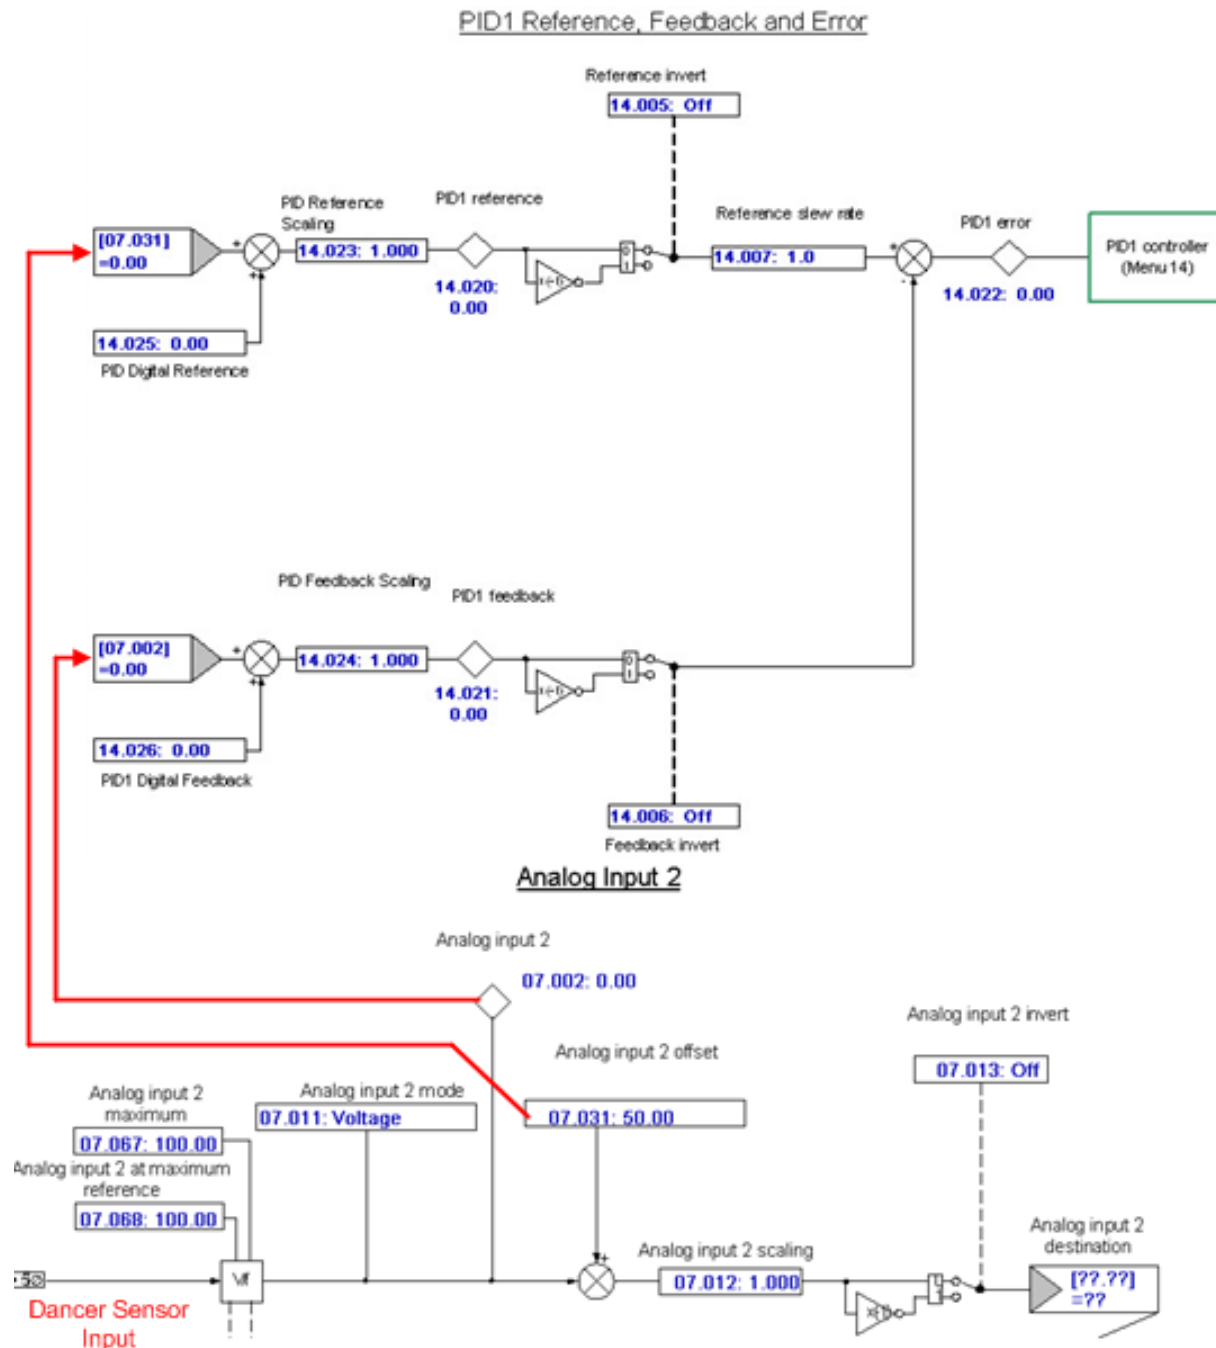 PID1 Reference, Feedback and Error
Reference invert
14.005: Off
PID Reference
Scaling
PID1 reference
Reference slew rate
PID1 error
[07.031]
=0.00
+
14.023: 1.000
0
1
14.007: 1.0
+
-
PID1 controller
(Menu 14)
14.020:
0.00
14.022: 0.00
+
14.025: 0.00
PID Digital Reference
PID Feedback Scaling
PID1 feedback
[07.002]
=0.00
+
14.024: 1.000
0
1
14.021:
0.00
+
14.026: 0.00
PID1 Digital Feedback
14.006: Off
Feedback invert
Analog Input 2
Analog input 2
07.002: 0.00
Analog input 2 invert
07.013: Off
Analog input 2 offset
07.031: 50.00
Analog input 2
maximum
07.067: 100.00
Analog input 2 mode
07.011: Voltage
Analog input 2 at maximum
reference
07.068: 100.00
+
Analog input 2 scaling
07.012: 1.000
Analog input 2
destination
[??.??]
=??
V/f
Dancer Sensor
Input